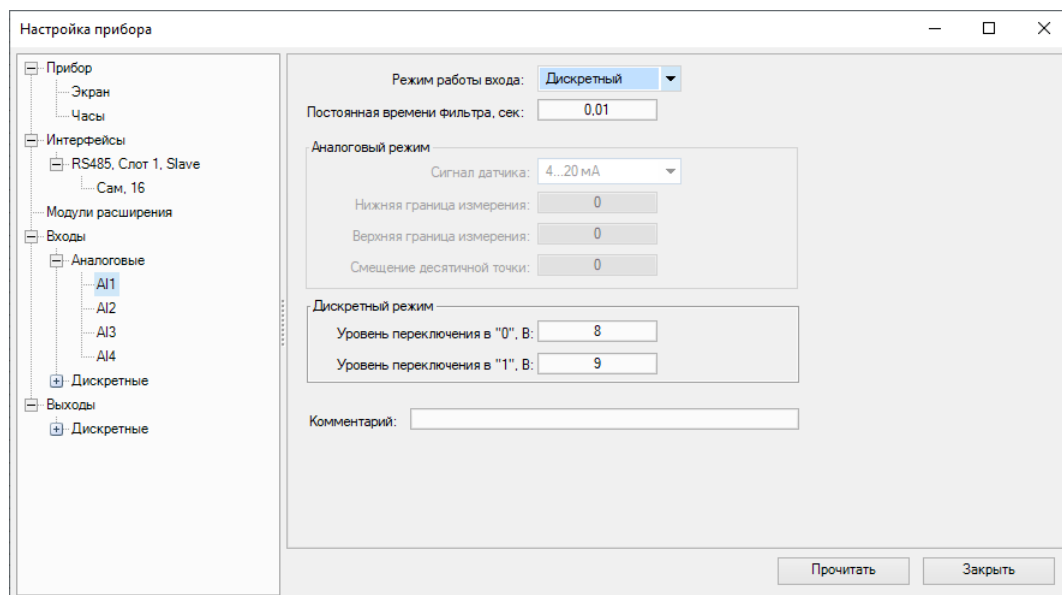 Настройка прибора
Прибор
Экран
Часы
Интерфейсы
RS485, Слот 1, Slave
Сам, 16
Модули расширения
Входы
Аналоговые
AI1
AI2
AI3
AI4
Дискретные
Выходы
Дискретные
Режим работы входа: Дискретный
Постоянная времени фильтра, сек: 0,01
Аналоговый режим
Сигнал датчика: 4...20 мА
Нижняя граница измерения: 0
Верхняя граница измерения: 0
Смещение десятичной точки: 0
Дискретный режим
Уровень переключения в "0", В: 8
Уровень переключения в "1", В: 9
Комментарий:
Прочитать Закрыть